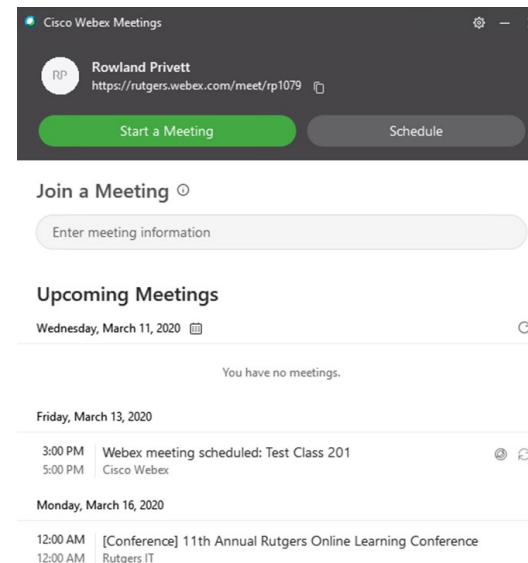 Cisco Webex Meetings
RP
Rowland Privett
https://rutgers.webex.com/meet/rp1079
Start a Meeting
Schedule
Join a Meeting
Enter meeting information
Upcoming Meetings
Wednesday, March 11, 2020
You have no meetings.
Friday, March 13, 2020
3:00 PM Webex meeting scheduled: Test Class 201
5:00 PM Cisco Webex
Monday, March 16, 2020
12:00 AM [Conference] 11th Annual Rutgers Online Learning Conference
12:00 AM Rutgers IT